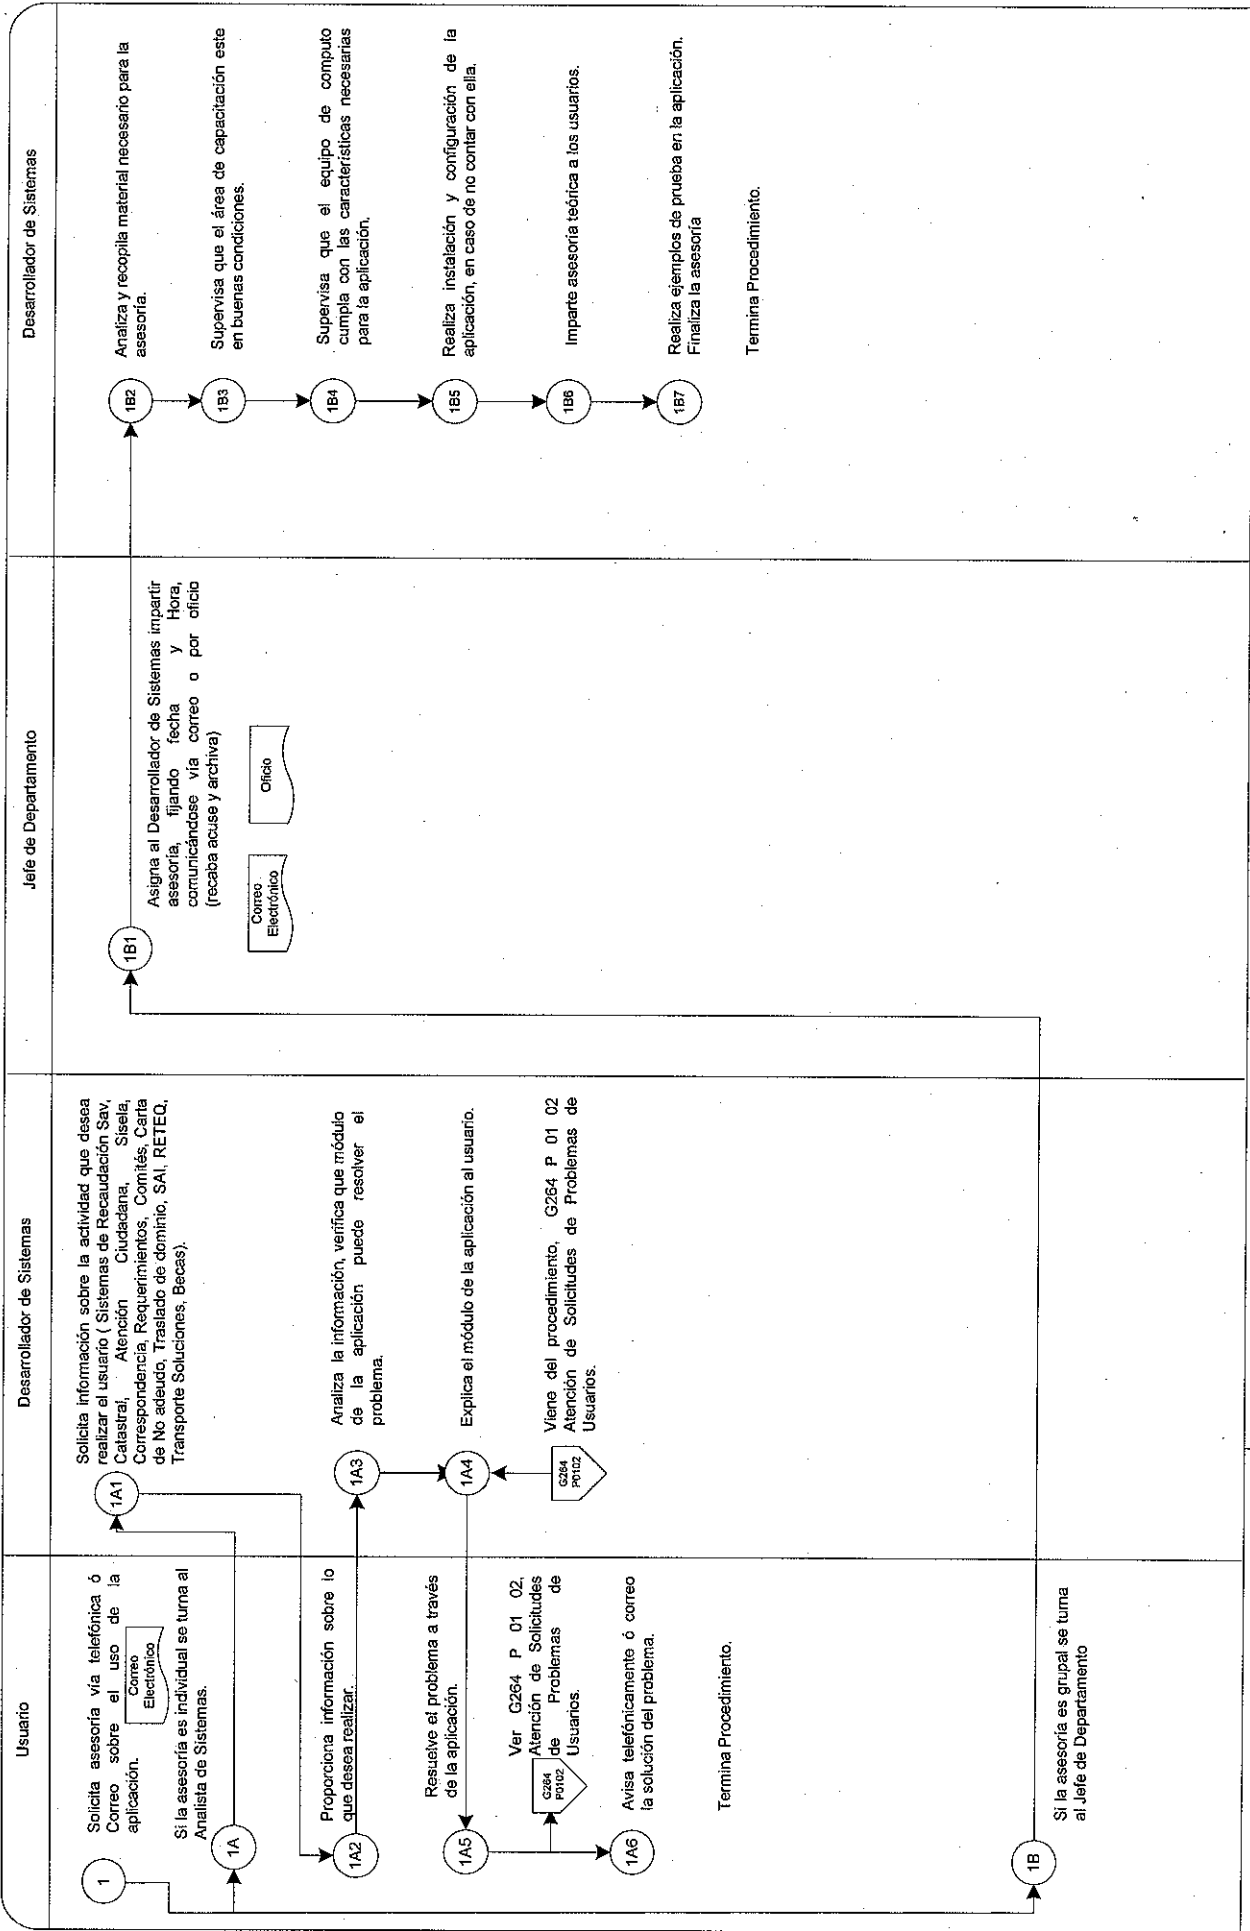 Usuario
Desarrollador de Sistemas
Jefe de Departamento
Desarrollador de Sistemas
1
Solicita asesoría vía telefónica ó
Correo sobre el uso de la
aplicación.
Correo
Electrónico
Si la asesoría es individual se turna al
Analista de Sistemas.
1A
1A1
Solicita información sobre la actividad que desea
realizar el usuario ( Sistemas de Recaudación Sav,
Catastral, Atención Ciudadana, Sisela,
Correspondencia, Requerimientos, Comités, Carta
de No adeudo, Traslado de dominio, SAI, RETEQ,
Transporte Soluciones, Becas).
1A2
Proporciona información sobre lo
que desea realizar.
1A3
Analiza la información, verifica que módulo
de la aplicación puede resolver el
problema.
1A4
Explica el módulo de la aplicación al usuario.
G264
P0102
Viene del procedimiento, G264 P 01 02
Atención de Solicitudes de Problemas de
Usuarios.
1A5
Resuelve el problema a través
de la aplicación.
Ver G264 P 01 02,
Atención de Solicitudes
de Problemas de
Usuarios.
G264
P0102
1A6
Avisa telefónicamente ó correo
la solución del problema.
Termina Procedimiento.
1B
Si la asesoría es grupal se turna
al Jefe de Departamento
1B1
Asigna al Desarrollador de Sistemas impartir
asesoría, fijando fecha y Hora,
comunicándose vía correo o por oficio
(recaba acuse y archiva)
Correo
Electrónico
Oficio
1B2
Analiza y recopila material necesario para la
asesoría.
1B3
Supervisa que el área de capacitación este
en buenas condiciones.
1B4
Supervisa que el equipo de computo
cumpla con las características necesarias
para la aplicación.
1B5
Realiza instalación y configuración de la
aplicación, en caso de no contar con ella.
1B6
Imparte asesoría teórica a los usuarios.
1B7
Realiza ejemplos de prueba en la aplicación.
Finaliza la asesoría
Termina Procedimiento.